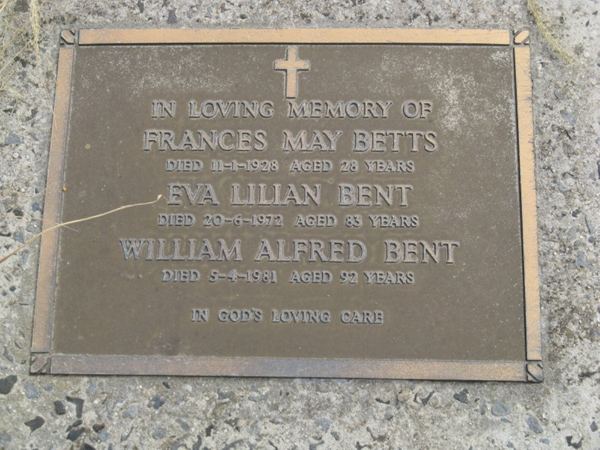 IN LOVING MEMORY OF
FRANCES MAY BETTS
DIED 11-1-1928 AGED 28 YEARS
EVA LILIAN BENT
DIED 20-6-1972 AGED 83 YEARS
WILLIAM ALFRED BENT
DIED 5-4-1981 AGED 92 YEARS
IN GOD'S LOVING CARE